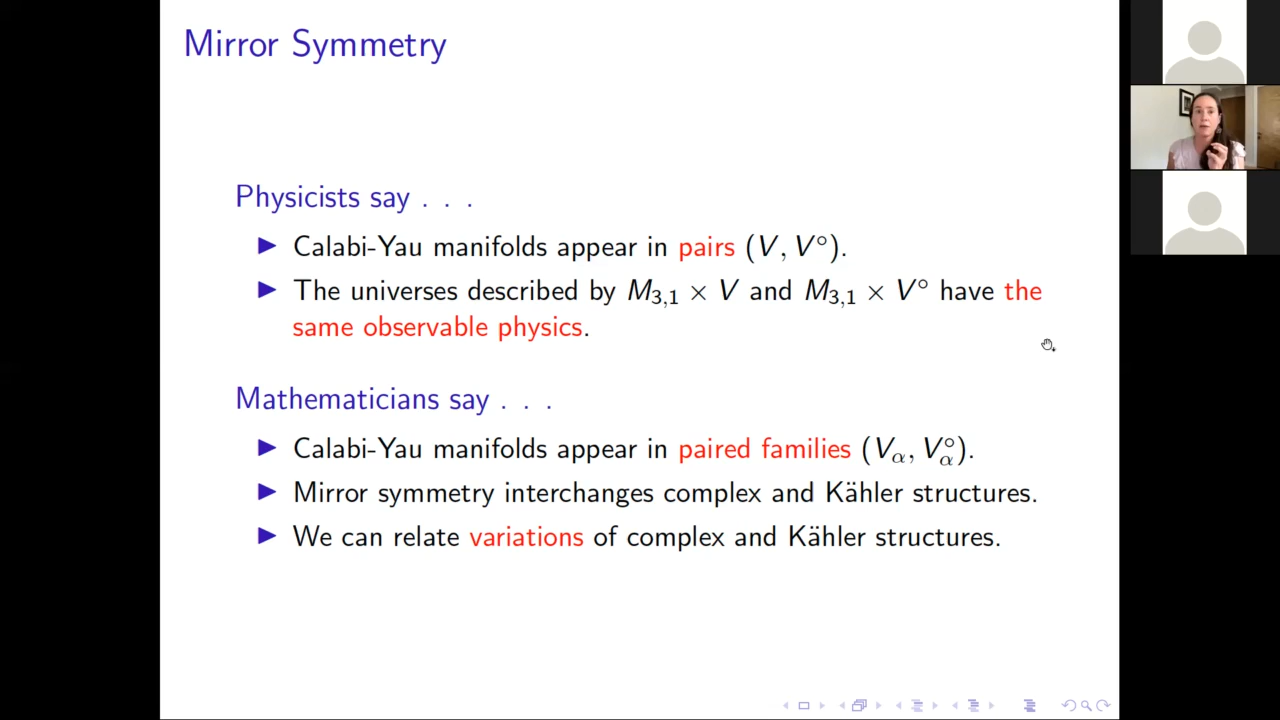 Mirror Symmetry
Physicists say . . .
▶ Calabi-Yau manifolds appear in pairs (V, V°).
▶ The universes described by M₃,₁ × V and M₃,₁ × V° have the
same observable physics.
Mathematicians say . . .
▶ Calabi-Yau manifolds appear in paired families (Vα, V°α).
▶ Mirror symmetry interchanges complex and Kähler structures.
▶ We can relate variations of complex and Kähler structures.